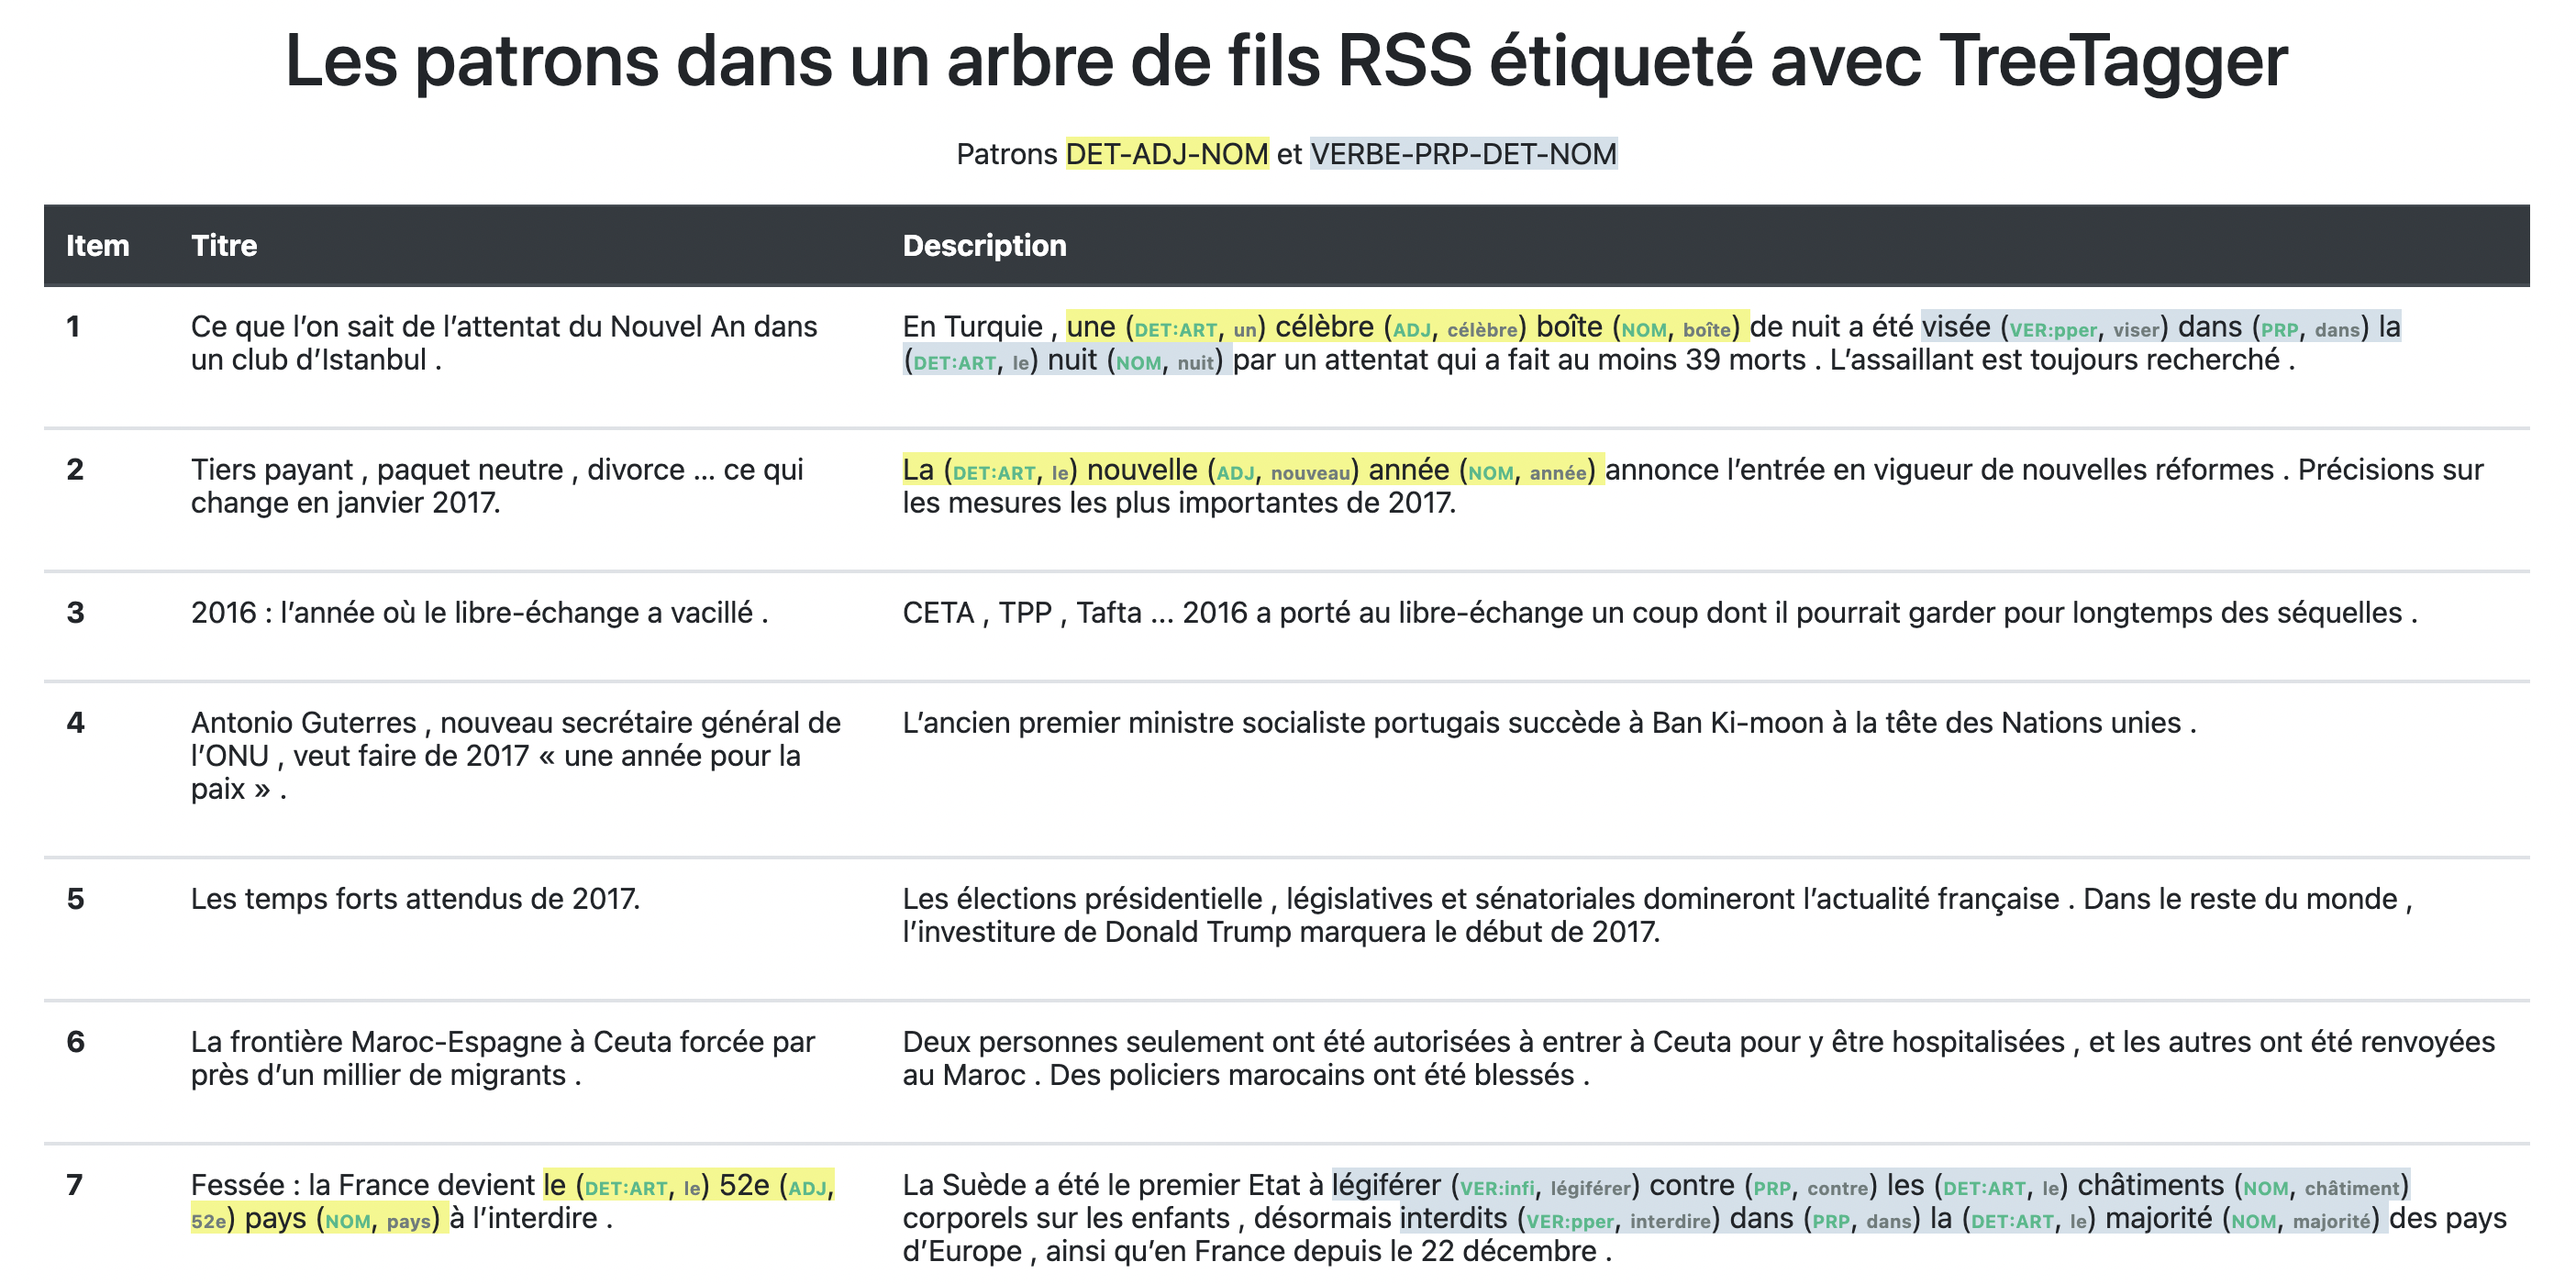 Les patrons dans un arbre de fils RSS étiqueté avec TreeTagger
Patrons DET-ADJ-NOM et VERBE-PRP-DET-NOM
Item Titre Description
1 Ce que l’on sait de l’attentat du Nouvel An dans
un club d’Istanbul .
En Turquie , une (DET:ART, un) célèbre (ADJ, célèbre) boîte (NOM, boîte) de nuit a été visée (VER:pper, viser) dans (PRP, dans) la
(DET:ART, le) nuit (NOM, nuit) par un attentat qui a fait au moins 39 morts . L’assaillant est toujours recherché .
2 Tiers payant , paquet neutre , divorce ... ce qui
change en janvier 2017.
La (DET:ART, le) nouvelle (ADJ, nouveau) année (NOM, année) annonce l’entrée en vigueur de nouvelles réformes . Précisions sur
les mesures les plus importantes de 2017.
3 2016 : l’année où le libre-échange a vacillé .
CETA , TPP , Tafta ... 2016 a porté au libre-échange un coup dont il pourrait garder pour longtemps des séquelles .
4 Antonio Guterres , nouveau secrétaire général de
l’ONU , veut faire de 2017 « une année pour la
paix » .
L’ancien premier ministre socialiste portugais succède à Ban Ki-moon à la tête des Nations unies .
5 Les temps forts attendus de 2017.
Les élections présidentielle , législatives et sénatoriales domineront l’actualité française . Dans le reste du monde ,
l’investiture de Donald Trump marquera le début de 2017.
6 La frontière Maroc-Espagne à Ceuta forcée par
près d’un millier de migrants .
Deux personnes seulement ont été autorisées à entrer à Ceuta pour y être hospitalisées , et les autres ont été renvoyées
au Maroc . Des policiers marocains ont été blessés .
7 Fessée : la France devient le (DET:ART, le) 52e (ADJ,
52e) pays (NOM, pays) à l’interdire .
La Suède a été le premier Etat à légiférer (VER:infi, légiférer) contre (PRP, contre) les (DET:ART, le) châtiments (NOM, châtiment)
corporels sur les enfants , désormais interdits (VER:pper, interdire) dans (PRP, dans) la (DET:ART, le) majorité (NOM, majorité) des pays
d’Europe , ainsi qu’en France depuis le 22 décembre .